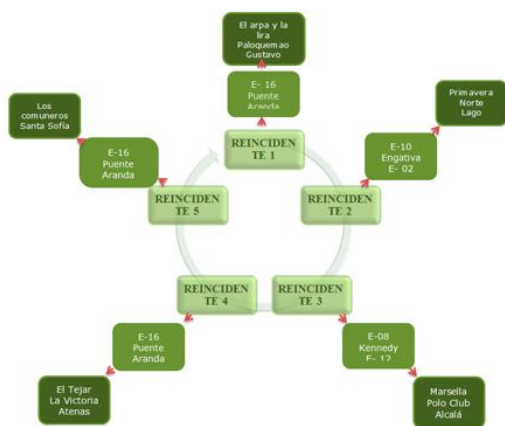 El arpa y la
lira
Paloquemao
Gustavo
E- 16
Puente
Aranda
REINCIDEN
TE 1
Primavera
Norte
Lago
E-10
Engativa
E- 02
REINCIDEN
TE 2
REINCIDEN
TE 3
E-08
Kennedy
E- 12
Marsella
Polo Club
Alcalá
REINCIDEN
TE 4
E-16
Puente
Aranda
El Tejar
La Victoria
Atenas
REINCIDEN
TE 5
E-16
Puente
Aranda
Los
comuneros
Santa Sofía